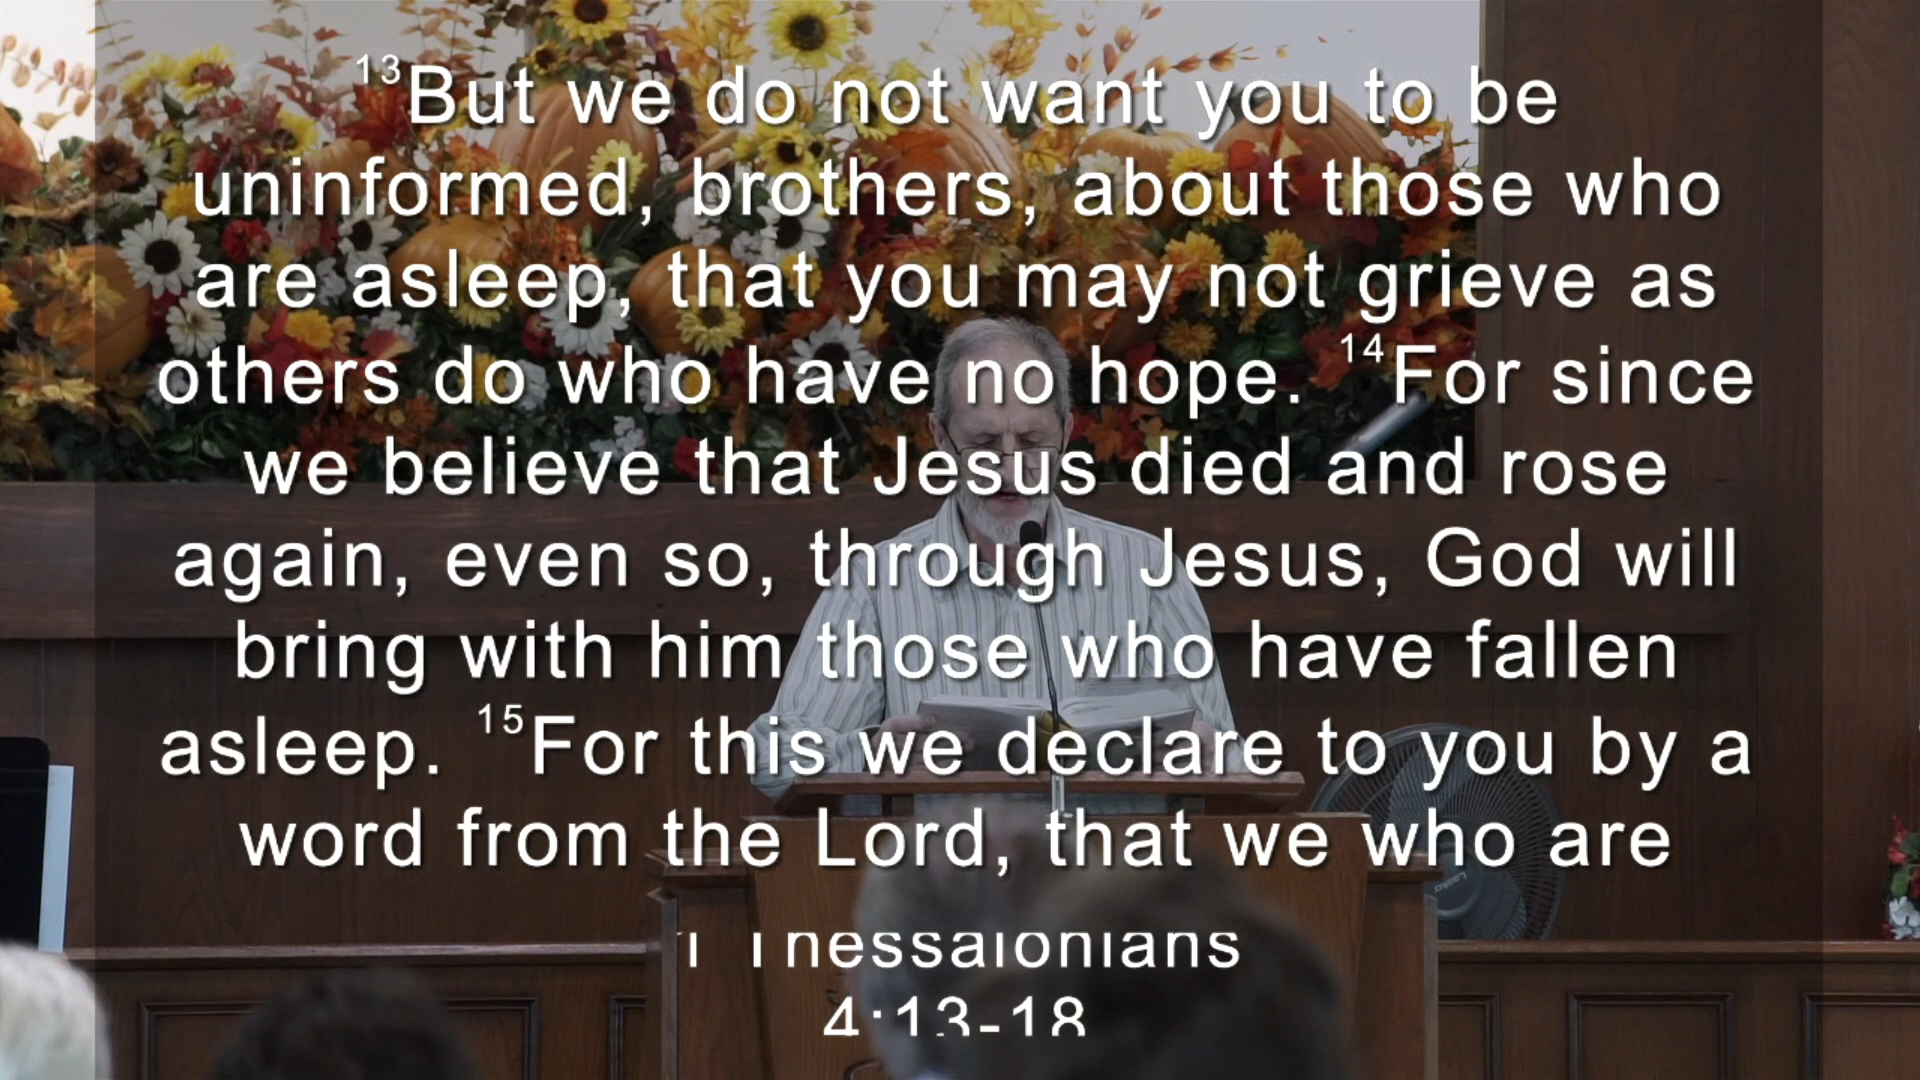 13But we do not want you to be
uninformed, brothers, about those who
are asleep, that you may not grieve as
others do who have no hope. 14For since
we believe that Jesus died and rose
again, even so, through Jesus, God will
bring with him those who have fallen
asleep. 15For this we declare to you by a
word from the Lord, that we who are
1 Thessalonians
4:13-18
Lasko